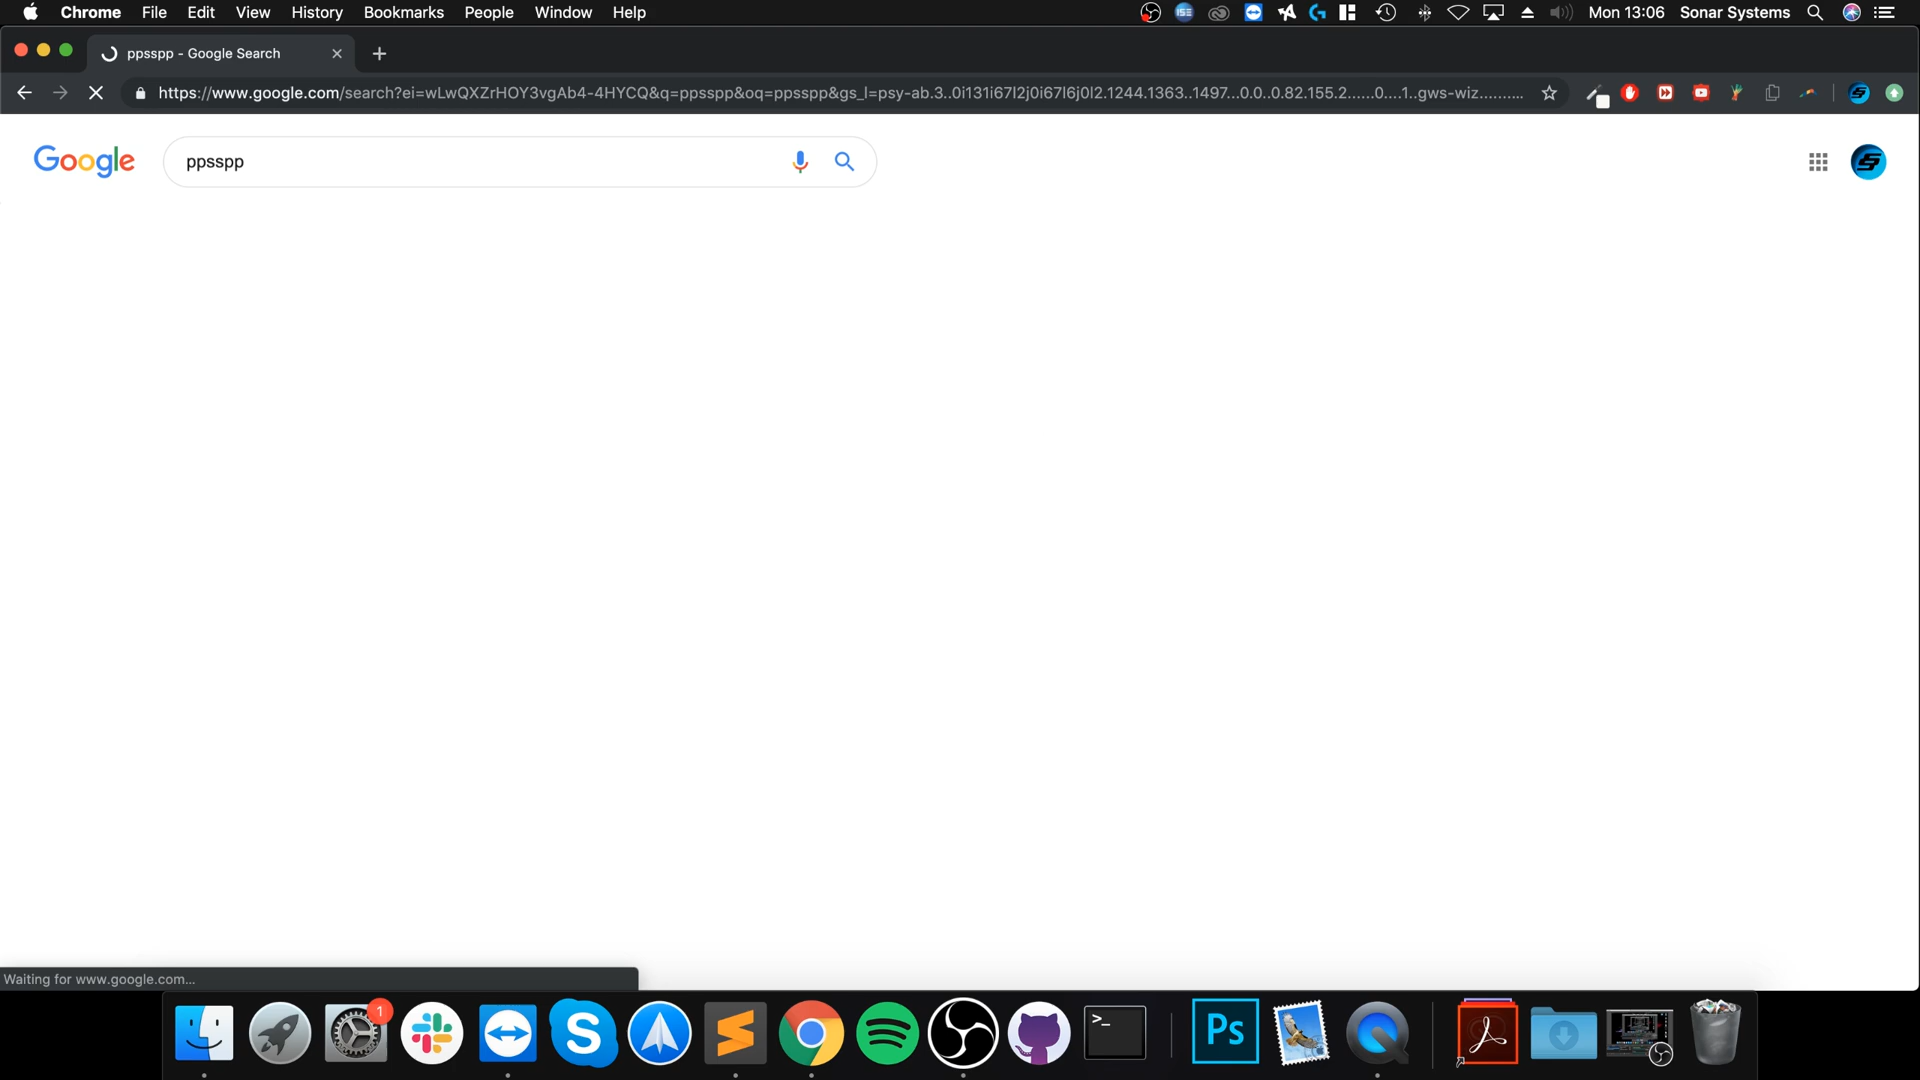 Chrome File Edit View History Bookmarks People Window Help Mon 13:06 Sonar Systems
ppsspp - Google Search
https://www.google.com/search?ei=wLwQXZrHOY3vgAb4-4HYCQ&q=ppsspp&oq=ppsspp&gs_l=psy-ab.3..0i131i67l2j0i67l6j0l2.1244.1363..1497...0.0..0.82.155.2......0....1..gws-wiz.........
Google ppsspp
Waiting for www.google.com...
1
Ps